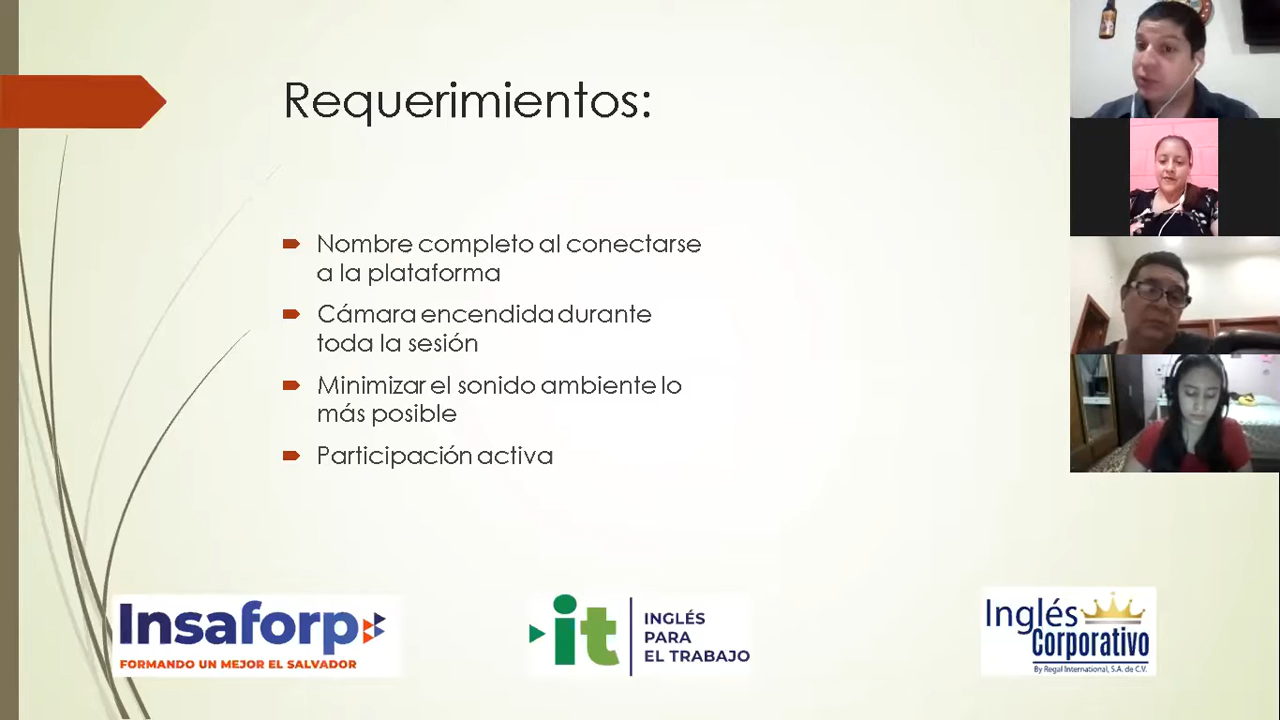 Requerimientos:
Nombre completo al conectarse
a la plataforma
Cámara encendida durante
toda la sesión
Minimizar el sonido ambiente lo
más posible
Participación activa
Insaforp
FORMANDO UN MEJOR EL SALVADOR
it
INGLÉS
PARA
EL TRABAJO
Inglés
Corporativo
By Regal International, S.A. de C.V.